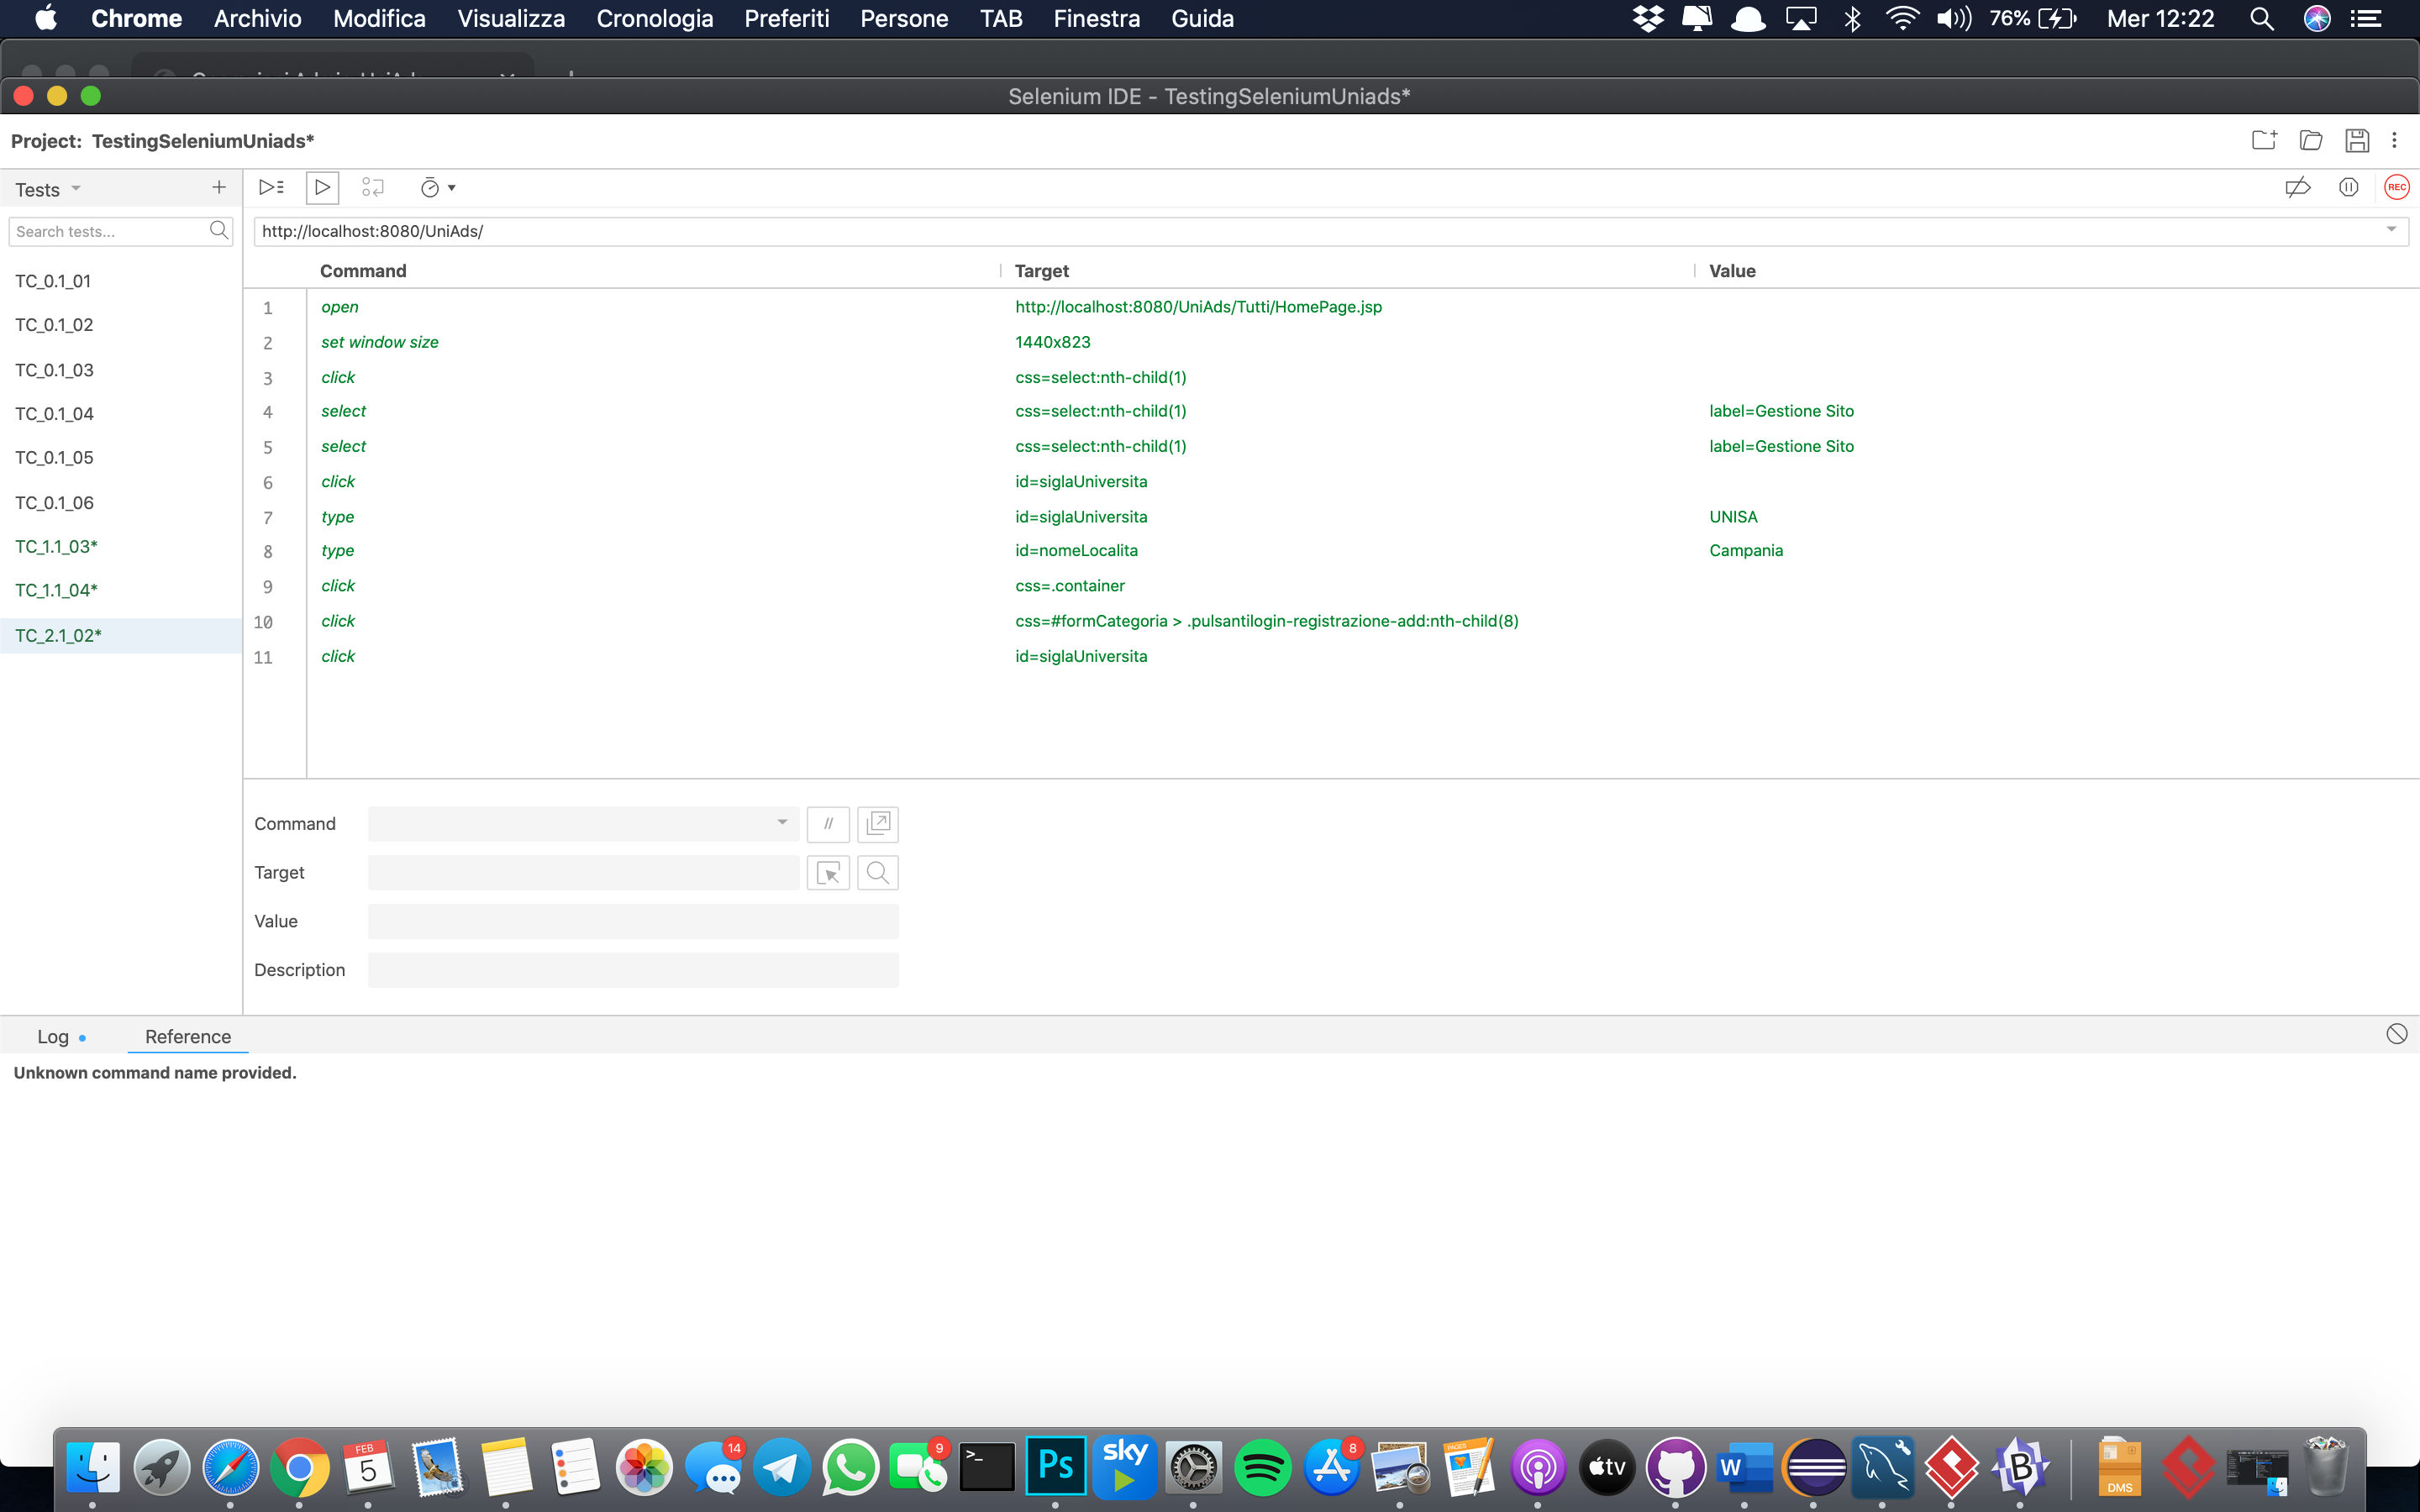 Chrome Archivio Modifica Visualizza Cronologia Preferiti Persone TAB Finestra Guida 76% Mer 12:22
Selenium IDE - TestingSeleniumUniads*
Project: TestingSeleniumUniads*
Tests
REC
Search tests...
http://localhost:8080/UniAds/
Command Target Value
TC_0.1_01
TC_0.1_02
TC_0.1_03
TC_0.1_04
TC_0.1_05
TC_0.1_06
TC_1.1_03*
TC_1.1_04*
TC_2.1_02*
1 open http://localhost:8080/UniAds/Tutti/HomePage.jsp
2 set window size 1440x823
3 click css=select:nth-child(1)
4 select css=select:nth-child(1) label=Gestione Sito
5 select css=select:nth-child(1) label=Gestione Sito
6 click id=siglaUniversita
7 type id=siglaUniversita UNISA
8 type id=nomeLocalita Campania
9 click css=.container
10 click css=#formCategoria > .pulsantilogin-registrazione-add:nth-child(8)
11 click id=siglaUniversita
Command //
Target
Value
Description
Log Reference
Unknown command name provided.
FEB 5 14 9 >_ Ps sky 8 PAGES tv W B DMS